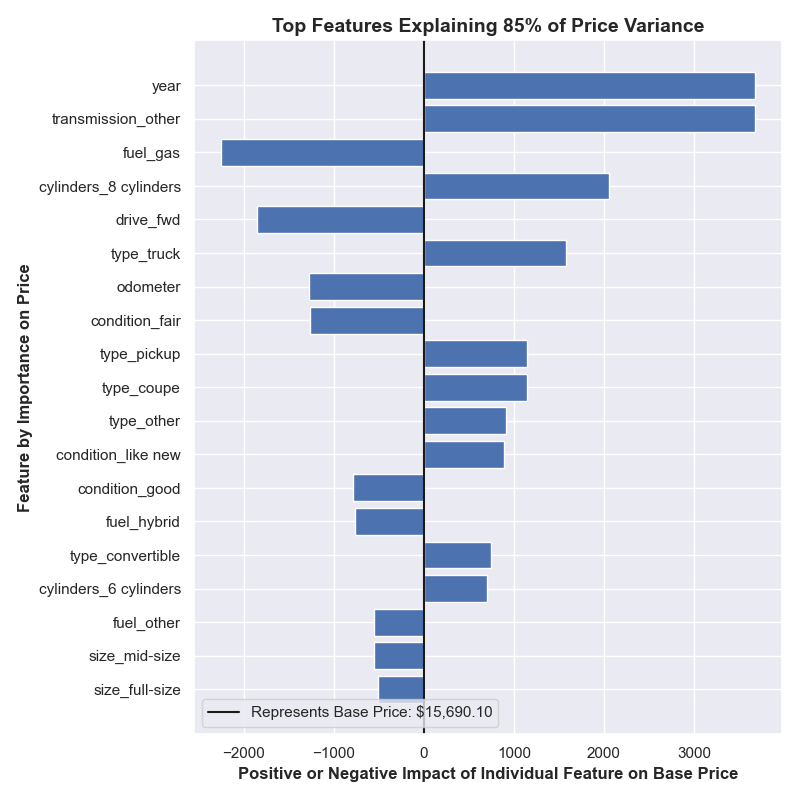 Top Features Explaining 85% of Price Variance
Feature by Importance on Price
year
transmission_other
fuel_gas
cylinders_8 cylinders
drive_fwd
type_truck
odometer
condition_fair
type_pickup
type_coupe
type_other
condition_like new
condition_good
fuel_hybrid
type_convertible
cylinders_6 cylinders
fuel_other
size_mid-size
size_full-size
Represents Base Price: $15,690.10
−2000 −1000 0 1000 2000 3000
Positive or Negative Impact of Individual Feature on Base Price